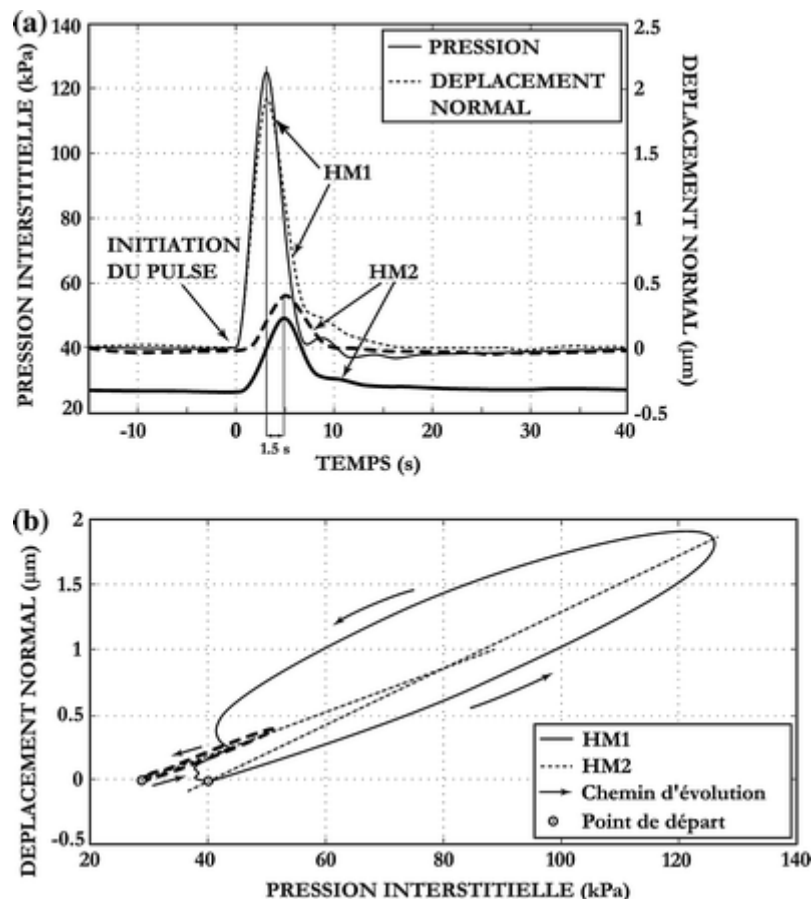 (a)
PRESSION INTERSTITIELLE (kPa)
140
120
100
80
60
40
20
2.5
2
1.5
1
0.5
0
-0.5
DEPLACEMENT NORMAL (μm)
PRESSION
DEPLACEMENT
NORMAL
HM1
INITIATION
DU PULSE
HM2
-10
0
10
20
30
40
1.5 s
TEMPS (s)
(b)
DEPLACEMENT NORMAL (μm)
2
1.5
1
0.5
0
-0.5
HM1
HM2
Chemin d'évolution
Point de départ
20
40
60
80
100
120
140
PRESSION INTERSTITIELLE (kPa)